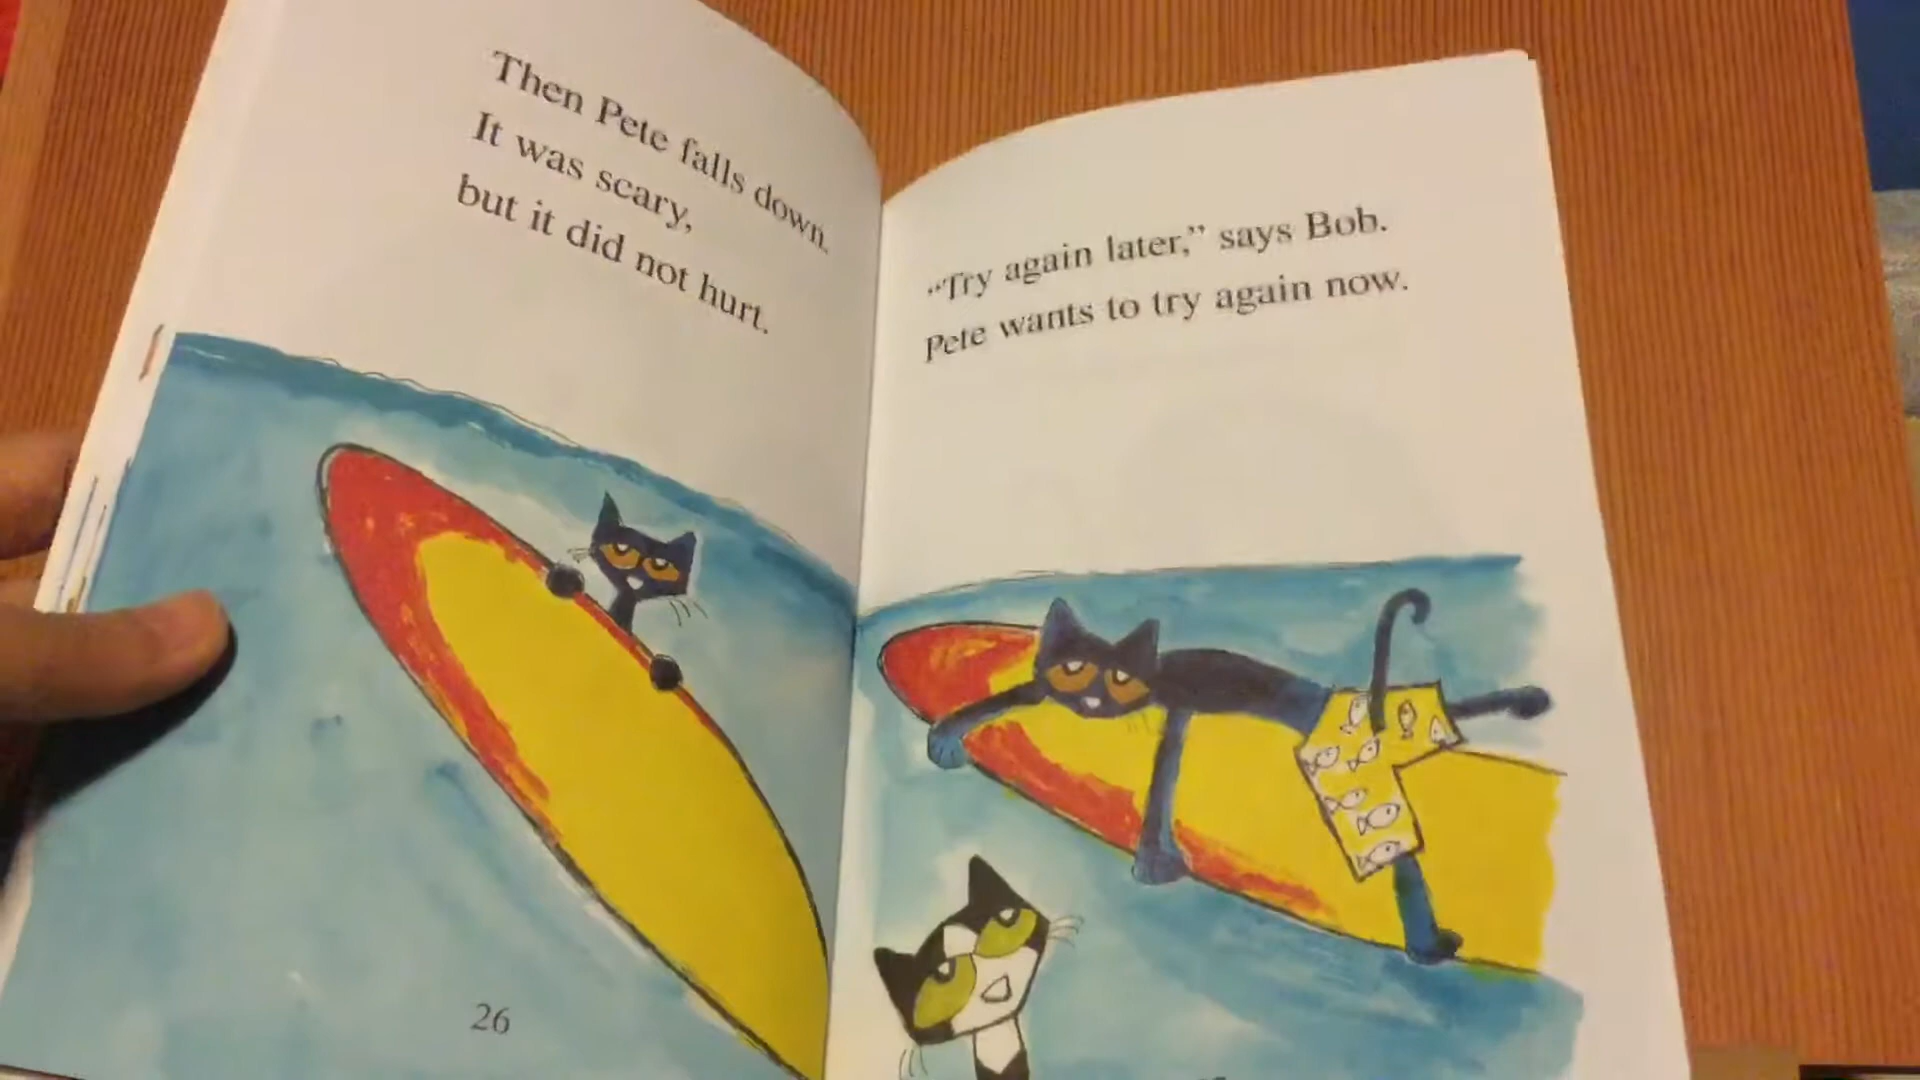 Then Pete falls down.
It was scary,
but it did not hurt.
26
“Try again later,” says Bob.
Pete wants to try again now.